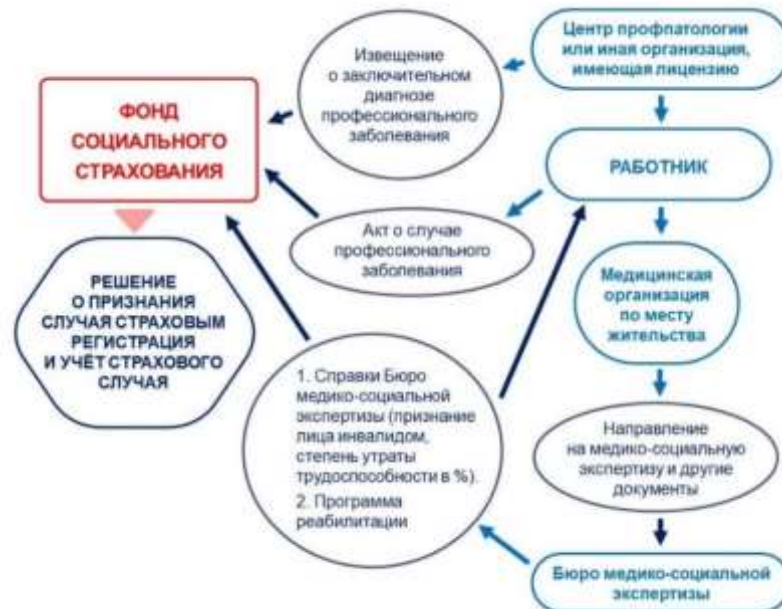 Центр профпатологии
или иная организация,
имеющая лицензию
Извещение
о заключительном
диагнозе
профессионального
заболевания
ФОНД
СОЦИАЛЬНОГО
СТРАХОВАНИЯ
РАБОТНИК
Акт о случае
профессионального
заболевания
РЕШЕНИЕ
О ПРИЗНАНИЯ
СЛУЧАЯ СТРАХОВЫМ
РЕГИСТРАЦИЯ
И УЧЁТ СТРАХОВОГО
СЛУЧАЯ
Медицинская
организация
по месту
жительства
1. Справки Бюро
медико-социальной
экспертизы (признание
лица инвалидом,
степень утраты
трудоспособности в %).
2. Программа
реабилитации
Направление
на медико-социальную
экспертизу и другие
документы
Бюро медико-социальной
экспертизы